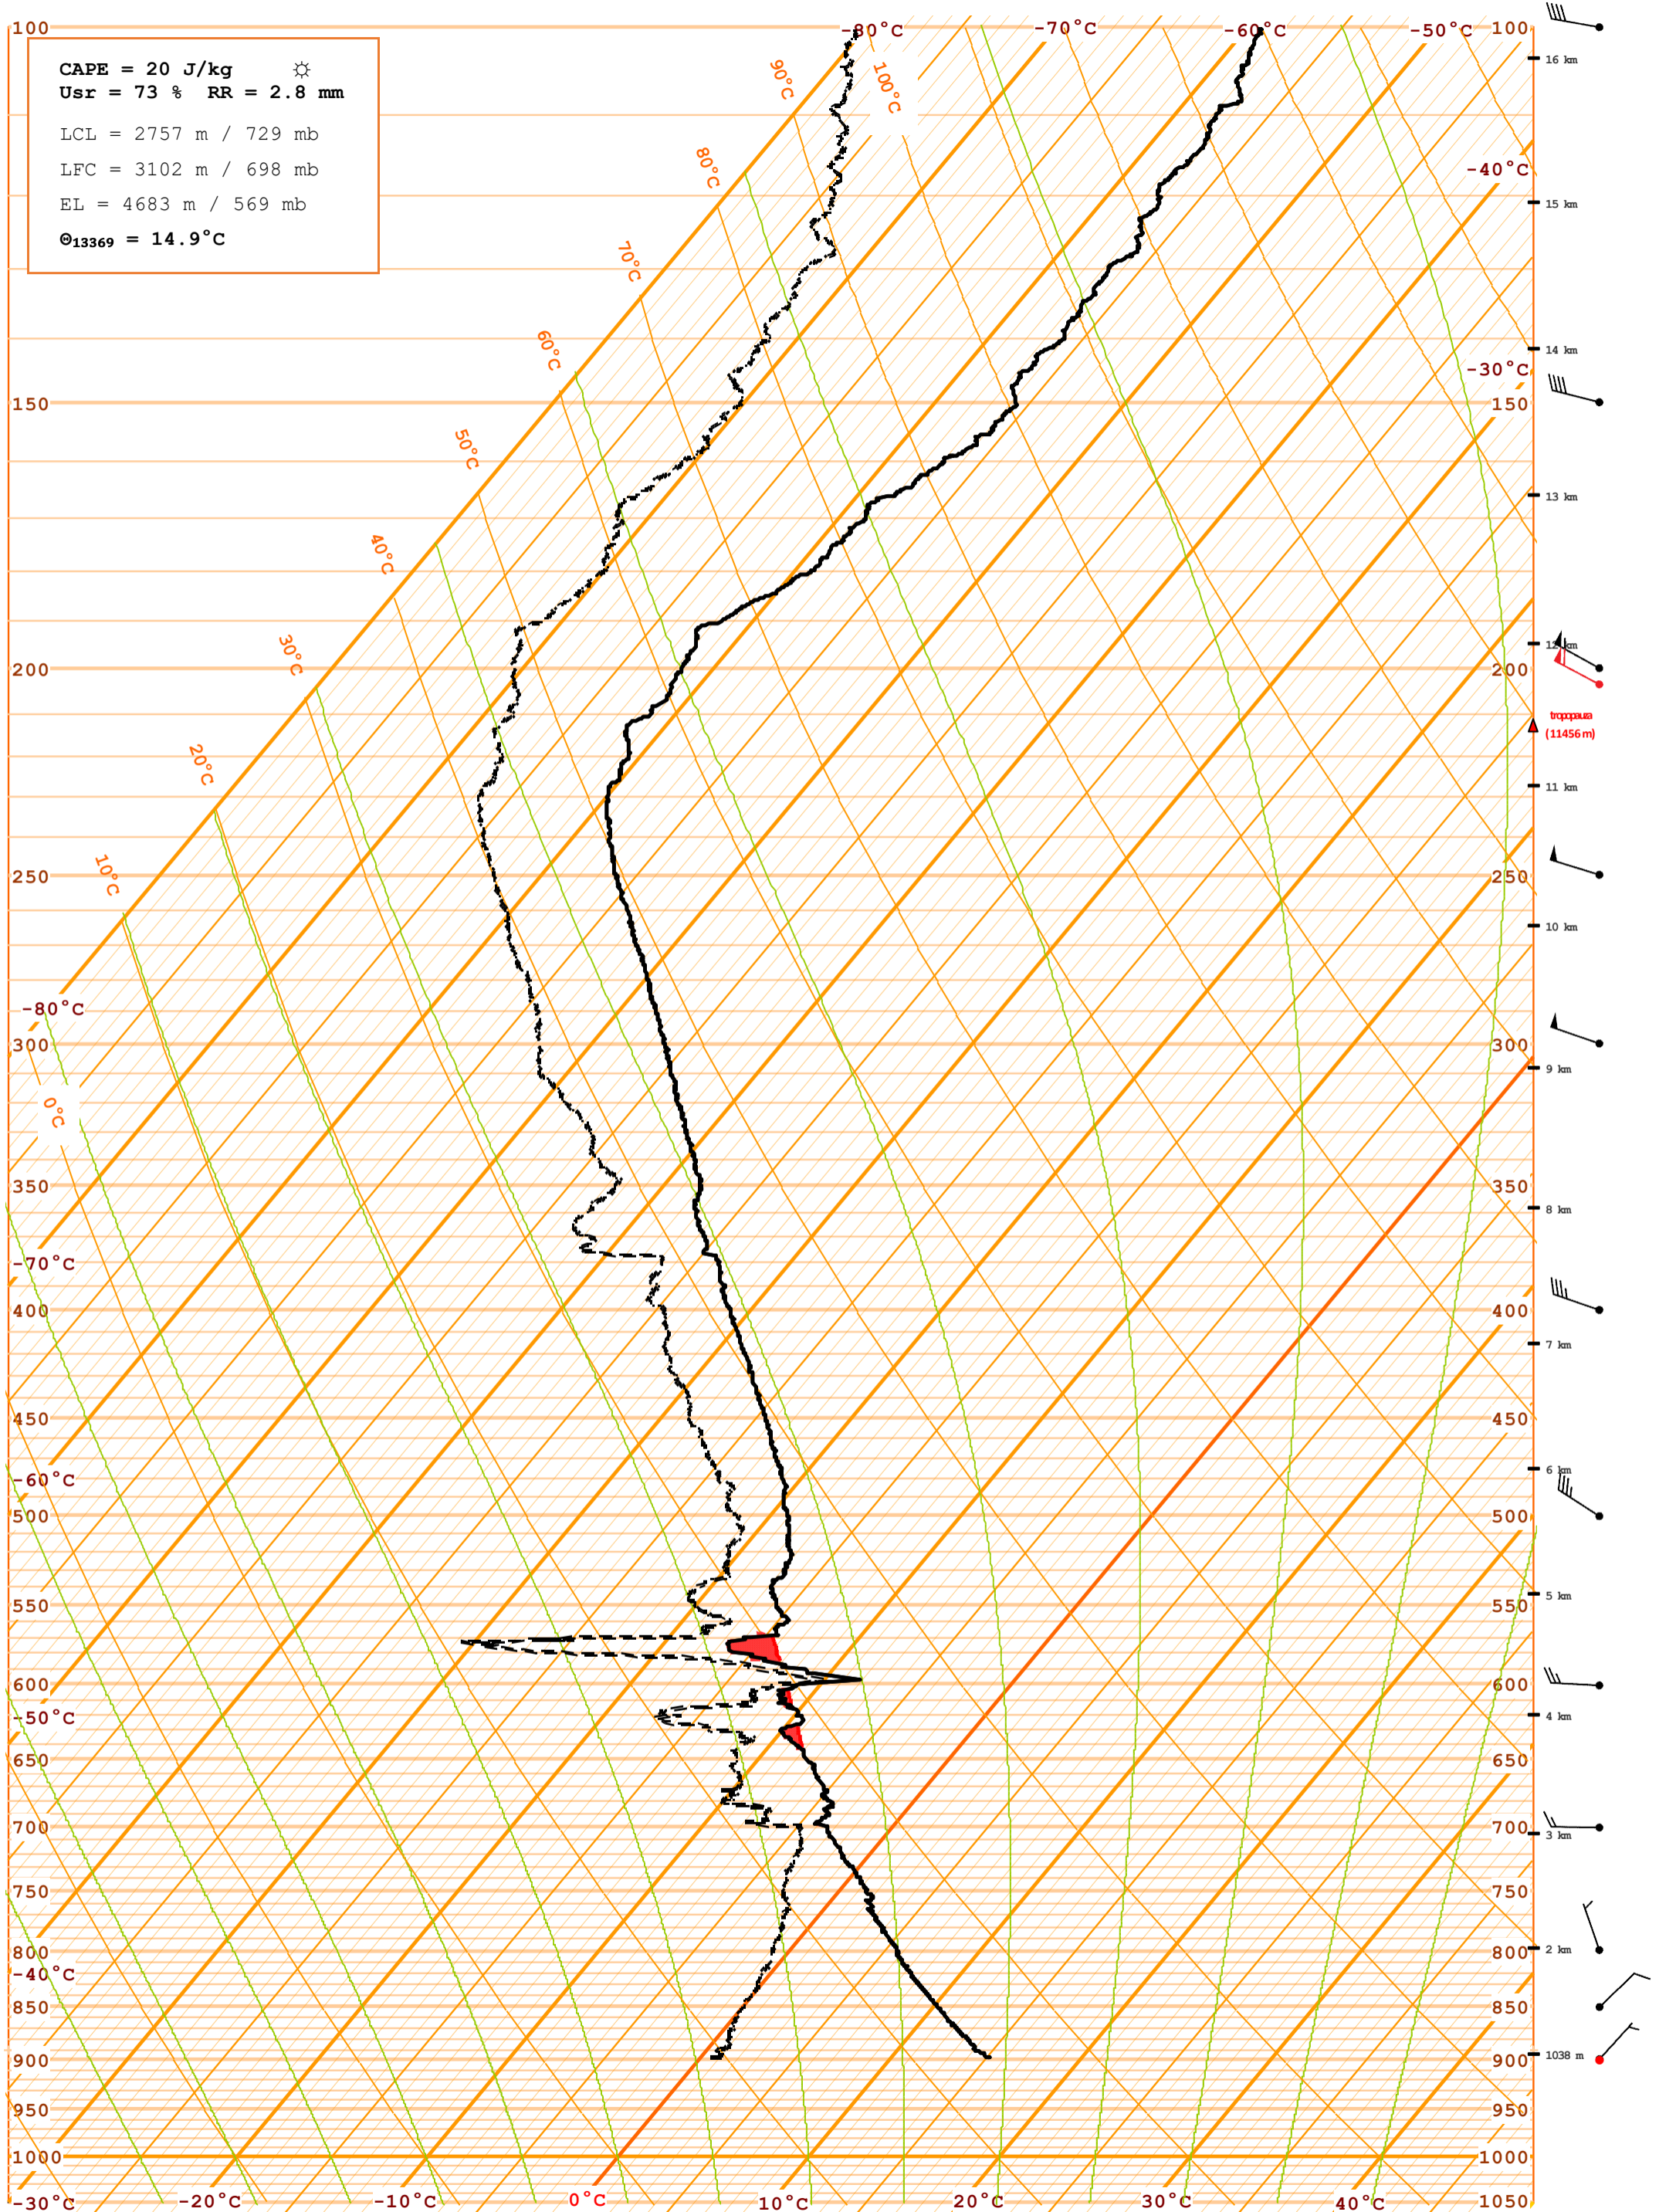 100 -80°C -70°C -60°C -50°C 100
CAPE = 20 J/kg ☼
Usr = 73 % RR = 2.8 mm
LCL = 2757 m / 729 mb
LFC = 3102 m / 698 mb
EL = 4683 m / 569 mb
Θ13369 = 14.9°C
90°C 100°C
16 km
80°C
-40°C
15 km
70°C
60°C
14 km
-30°C
150 150
50°C
13 km
40°C
30°C
12 km
200 200
tropopauza
(11456 m)
20°C
11 km
10°C
250 250
10 km
-80°C
300 300
9 km
0°C
350 350
8 km
-70°C
400 400
7 km
450 450
6 km
-60°C
500 500
5 km
550 550
600 600
-50°C
4 km
650 650
700 700
3 km
750 750
800 800
2 km
-40°C
850 850
1038 m
900 900
950 950
1000 1000
-30°C -20°C -10°C 0°C 10°C 20°C 30°C 40°C 1050